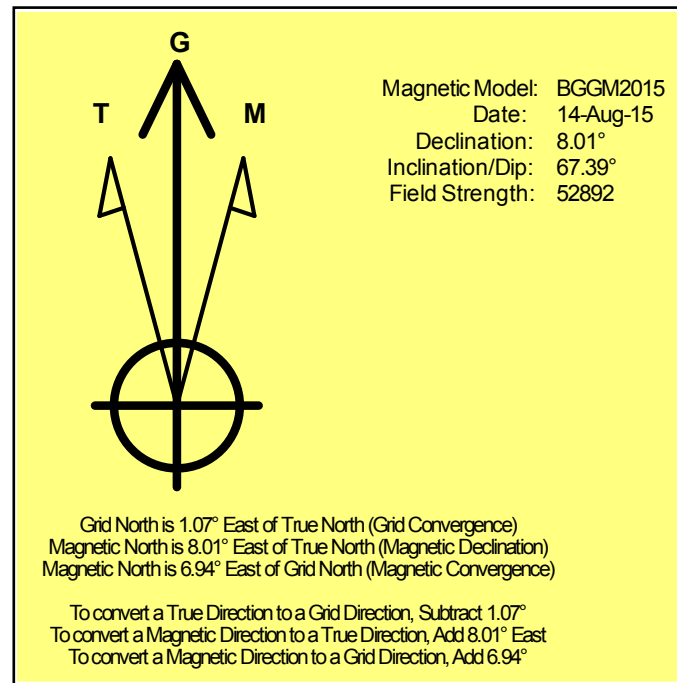 G
T
M
Magnetic Model: BGGM2015
Date: 14-Aug-15
Declination: 8.01°
Inclination/Dip: 67.39°
Field Strength: 52892
Grid North is 1.07° East of True North (Grid Convergence)
Magnetic North is 8.01° East of True North (Magnetic Declination)
Magnetic North is 6.94° East of Grid North (Magnetic Convergence)
To convert a True Direction to a Grid Direction, Subtract 1.07°
To convert a Magnetic Direction to a True Direction, Add 8.01° East
To convert a Magnetic Direction to a Grid Direction, Add 6.94°